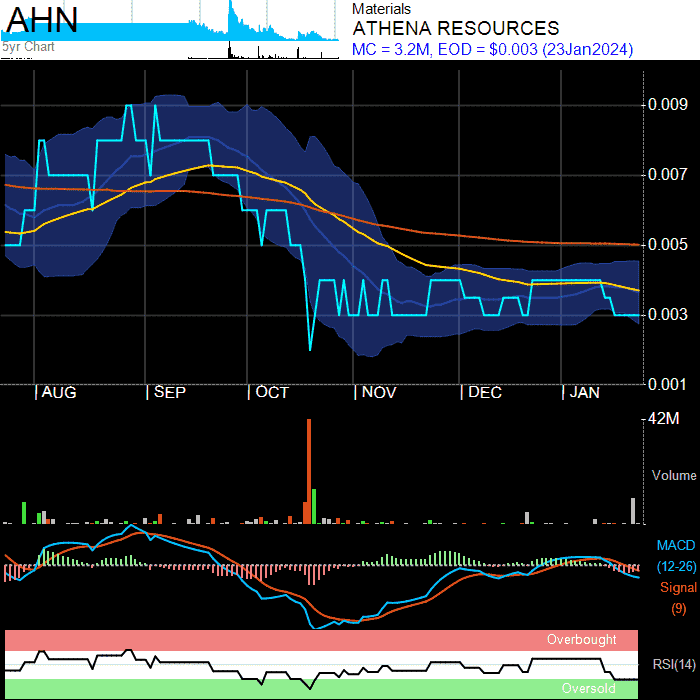 AHN
5yr Chart
Materials
ATHENA RESOURCES
MC = 3.2M, EOD = $0.003 (23Jan2024)
0.009
0.007
0.005
0.003
0.001
| AUG | SEP | OCT | NOV | DEC | JAN
42M
Volume
MACD
(12-26)
Signal
(9)
Overbought
RSI(14)
Oversold